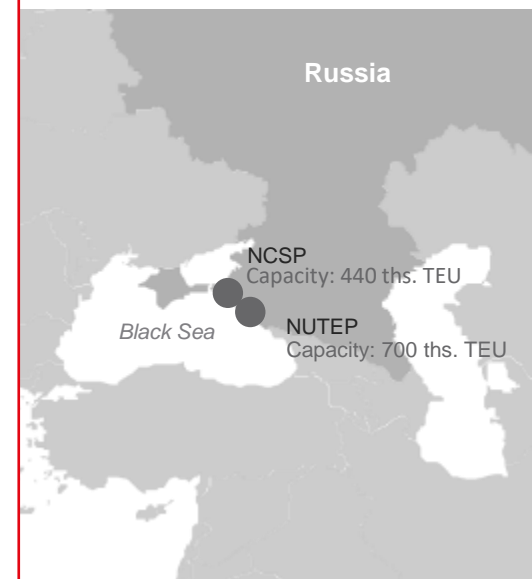 Russia
NCSP
Capacity: 440 ths. TEU
Black Sea
NUTEP
Capacity: 700 ths. TEU